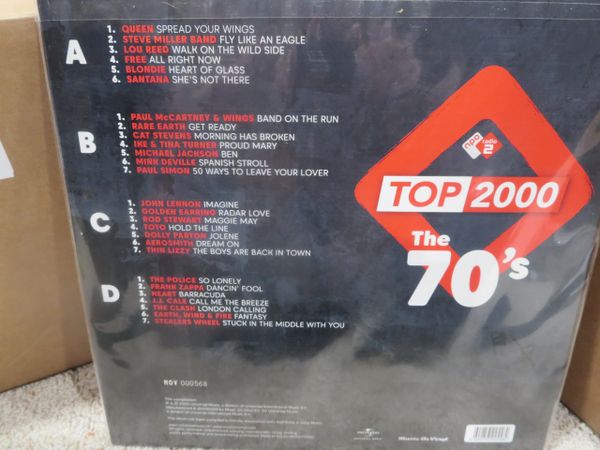 A
1. QUEEN SPREAD YOUR WINGS
2. STEVE MILLER BAND FLY LIKE AN EAGLE
3. LOU REED WALK ON THE WILD SIDE
4. FREE ALL RIGHT NOW
5. BLONDIE HEART OF GLASS
6. SANTANA SHE'S NOT THERE
B
1. PAUL McCARTNEY & WINGS BAND ON THE RUN
2. RARE EARTH GET READY
3. CAT STEVENS MORNING HAS BROKEN
4. IKE & TINA TURNER PROUD MARY
5. MICHAEL JACKSON BEN
6. MINK DEVILLE SPANISH STROLL
7. PAUL SIMON 50 WAYS TO LEAVE YOUR LOVER
C
1. JOHN LENNON IMAGINE
2. GOLDEN EARRING RADAR LOVE
3. ROD STEWART MAGGIE MAY
4. TOTO HOLD THE LINE
5. DOLLY PARTON JOLENE
6. AEROSMITH DREAM ON
7. THIN LIZZY THE BOYS ARE BACK IN TOWN
D
1. THE POLICE SO LONELY
2. FRANK ZAPPA DANCIN' FOOL
3. HEART BARRACUDA
4. J.J. CALE CALL ME THE BREEZE
5. THE CLASH LONDON CALLING
6. EARTH, WIND & FIRE FANTASY
7. STEALERS WHEEL STUCK IN THE MIDDLE WITH YOU
npo radio 2
TOP 2000
The
70's
MOV 000568